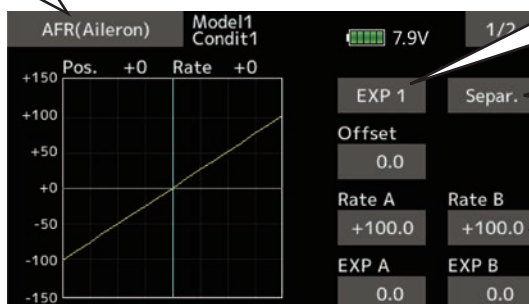 AFR(Aileron)
Model1
Condit1
7.9V
1/2
Pos. +0 Rate +0
+150
+100
+50
+0
-50
-100
-150
EXP 1
Separ.
Offset
0.0
Rate A
Rate B
+100.0
+100.0
EXP A
EXP B
0.0
0.0